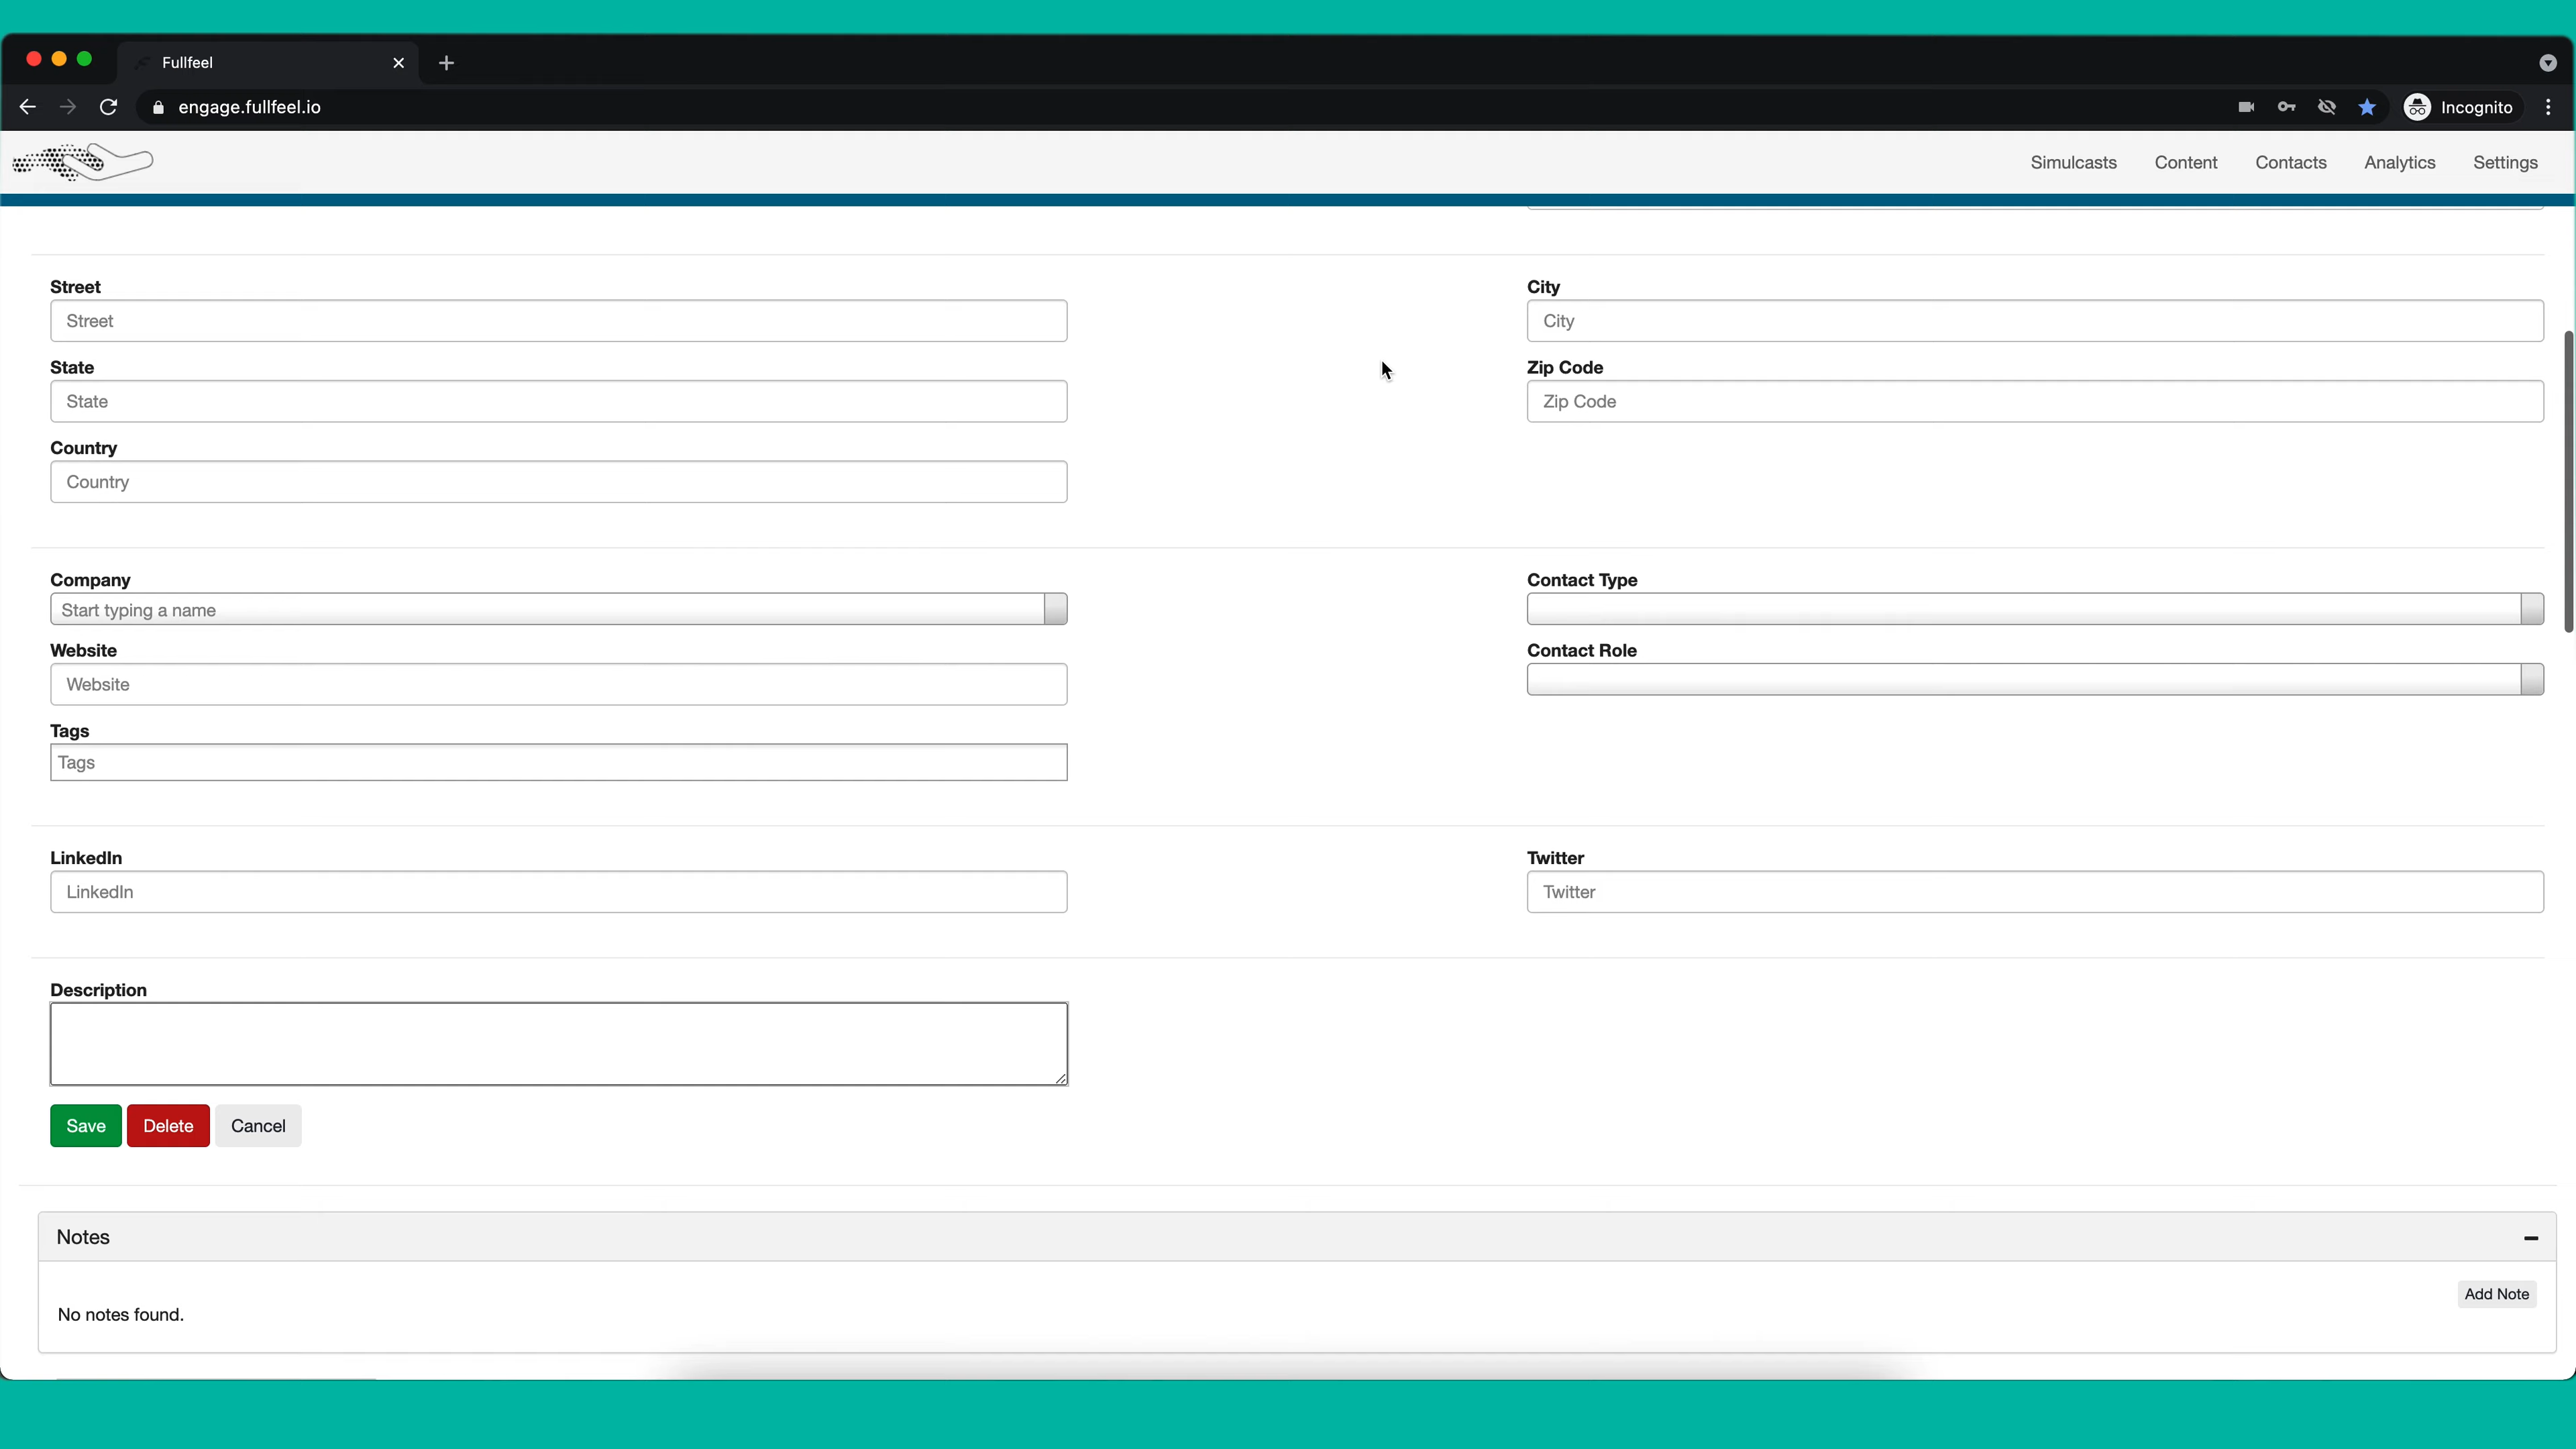 Fullfeel
engage.fullfeel.io
Incognito
Simulcasts Content Contacts Analytics Settings
Street City
Street City
State Zip Code
State Zip Code
Country
Country
Company Contact Type
Start typing a name
Website Contact Role
Website
Tags
Tags
LinkedIn Twitter
LinkedIn Twitter
Description
Save Delete Cancel
Notes
Add Note
No notes found.